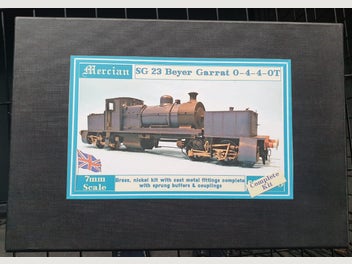 Mercian
SG 23 Beyer Garrat 0-4-4-0T
7mm
Scale
Brass, nickel kit with cast metal fittings complete
with sprung buffers & couplings
Complete
Kit